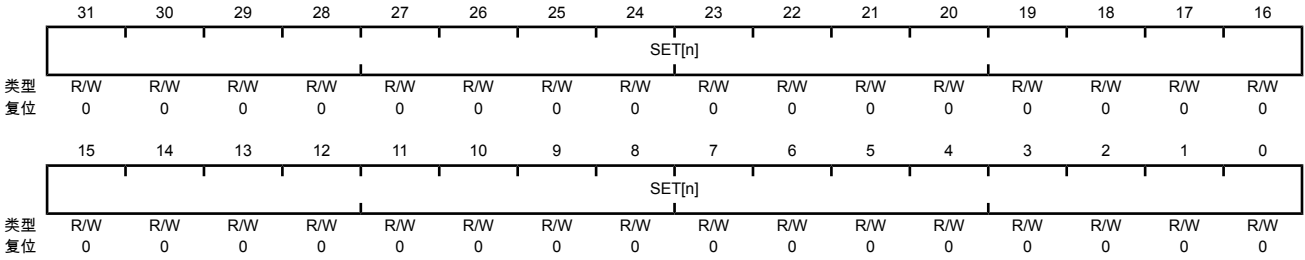 31 30 29 28 27 26 25 24 23 22 21 20 19 18 17 16
SET[n]
类型 R/W R/W R/W R/W R/W R/W R/W R/W R/W R/W R/W R/W R/W R/W R/W R/W
复位 0 0 0 0 0 0 0 0 0 0 0 0 0 0 0 0
15 14 13 12 11 10 9 8 7 6 5 4 3 2 1 0
SET[n]
类型 R/W R/W R/W R/W R/W R/W R/W R/W R/W R/W R/W R/W R/W R/W R/W R/W
复位 0 0 0 0 0 0 0 0 0 0 0 0 0 0 0 0